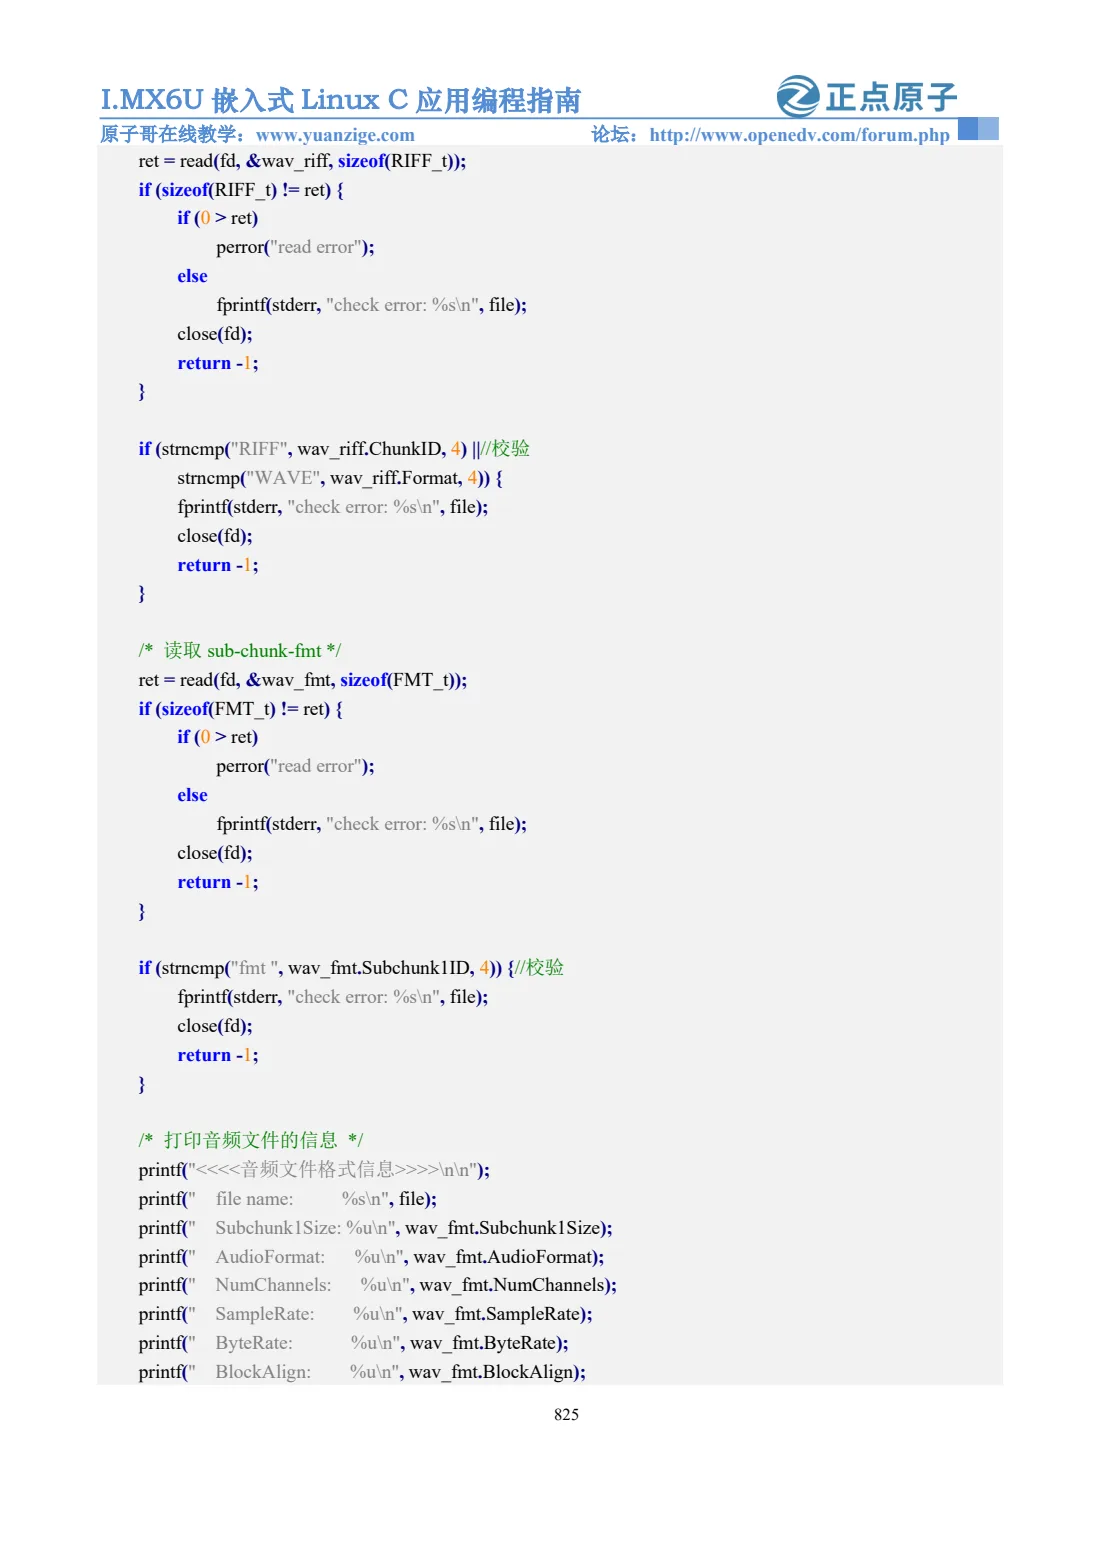 I.MX6U 嵌入式 Linux C 应用编程指南
正点原子
原子哥在线教学：www.yuanzige.com 论坛：http://www.openedv.com/forum.php
ret = read(fd, &wav_riff, sizeof(RIFF_t));
if (sizeof(RIFF_t) != ret) {
if (0 > ret)
perror("read error");
else
fprintf(stderr, "check error: %s\n", file);
close(fd);
return -1;
}
if (strncmp("RIFF", wav_riff.ChunkID, 4) ||//校验
strncmp("WAVE", wav_riff.Format, 4)) {
fprintf(stderr, "check error: %s\n", file);
close(fd);
return -1;
}
/* 读取 sub-chunk-fmt */
ret = read(fd, &wav_fmt, sizeof(FMT_t));
if (sizeof(FMT_t) != ret) {
if (0 > ret)
perror("read error");
else
fprintf(stderr, "check error: %s\n", file);
close(fd);
return -1;
}
if (strncmp("fmt ", wav_fmt.Subchunk1ID, 4)) {//校验
fprintf(stderr, "check error: %s\n", file);
close(fd);
return -1;
}
/* 打印音频文件的信息 */
printf("<<<<音频文件格式信息>>>>\n\n");
printf("    file name:          %s\n", file);
printf("    Subchunk1Size: %u\n", wav_fmt.Subchunk1Size);
printf("    AudioFormat:      %u\n", wav_fmt.AudioFormat);
printf("    NumChannels:      %u\n", wav_fmt.NumChannels);
printf("    SampleRate:        %u\n", wav_fmt.SampleRate);
printf("    ByteRate:            %u\n", wav_fmt.ByteRate);
printf("    BlockAlign:        %u\n", wav_fmt.BlockAlign);
825